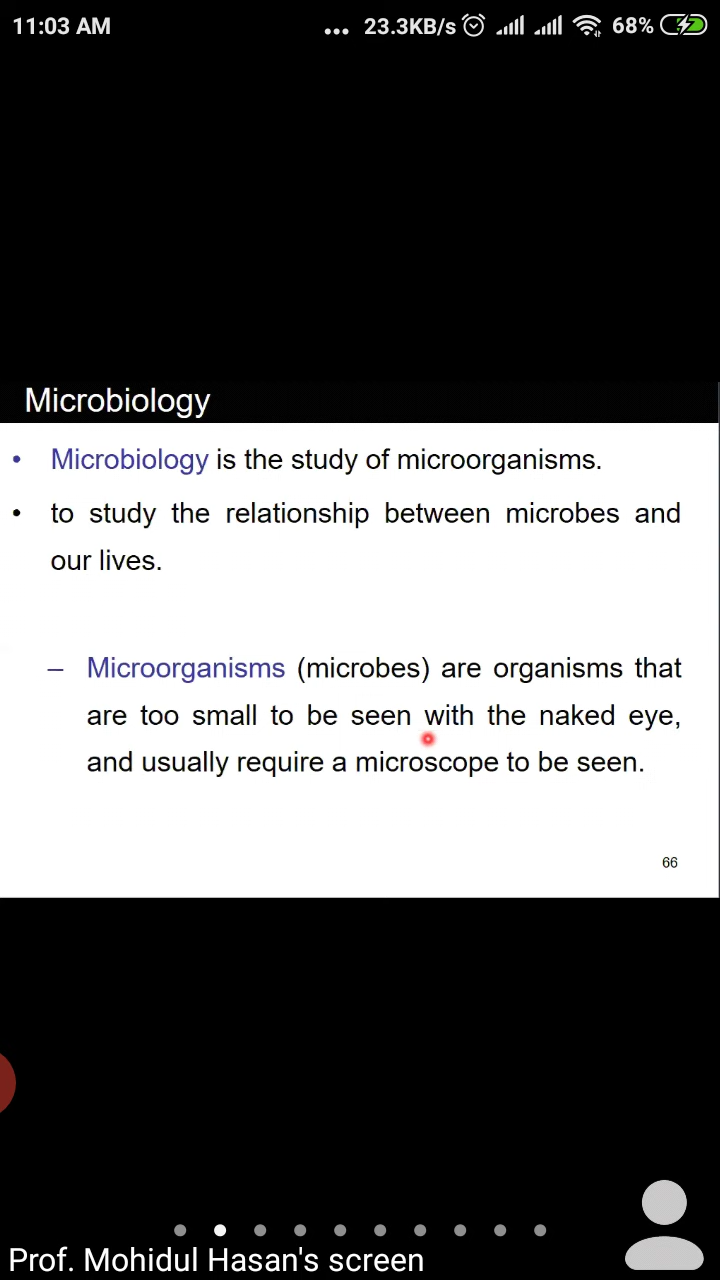 11:03 AM ... 23.3KB/s 68%
Microbiology
• Microbiology is the study of microorganisms.
• to study the relationship between microbes and
our lives.
– Microorganisms (microbes) are organisms that
are too small to be seen with the naked eye,
and usually require a microscope to be seen.
66
Prof. Mohidul Hasan's screen